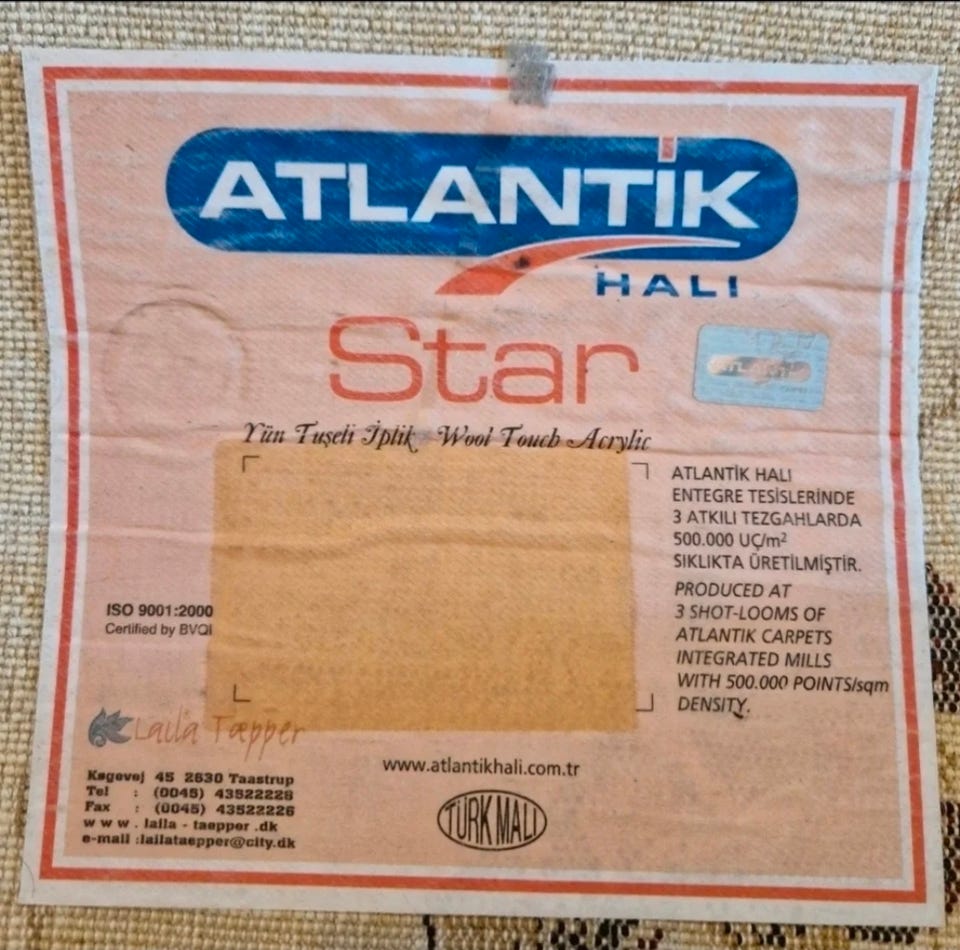 ATLANTİK
HALI
Star
Yün Tuşeli İplik Wool Touch Acrylic
ATLANTİK HALI
ENTEGRE TESİSLERİNDE
3 ATKILI TEZGAHLARDA
500.000 UÇ/m²
SIKLIKTA ÜRETİLMİŞTİR.
PRODUCED AT
3 SHOT-LOOMS OF
ATLANTIK CARPETS
INTEGRATED MILLS
WITH 500.000 POINTS/sqm
DENSITY.
ISO 9001:2000
Certified by BVQI
Laila Tæpper
Køgevej 45 2630 Taastrup
Tel : (0045) 43522228
Fax : (0045) 43522226
www.laila-taepper.dk
e-mail :lailataepper@city.dk
www.atlantikhali.com.tr
TÜRK MALI